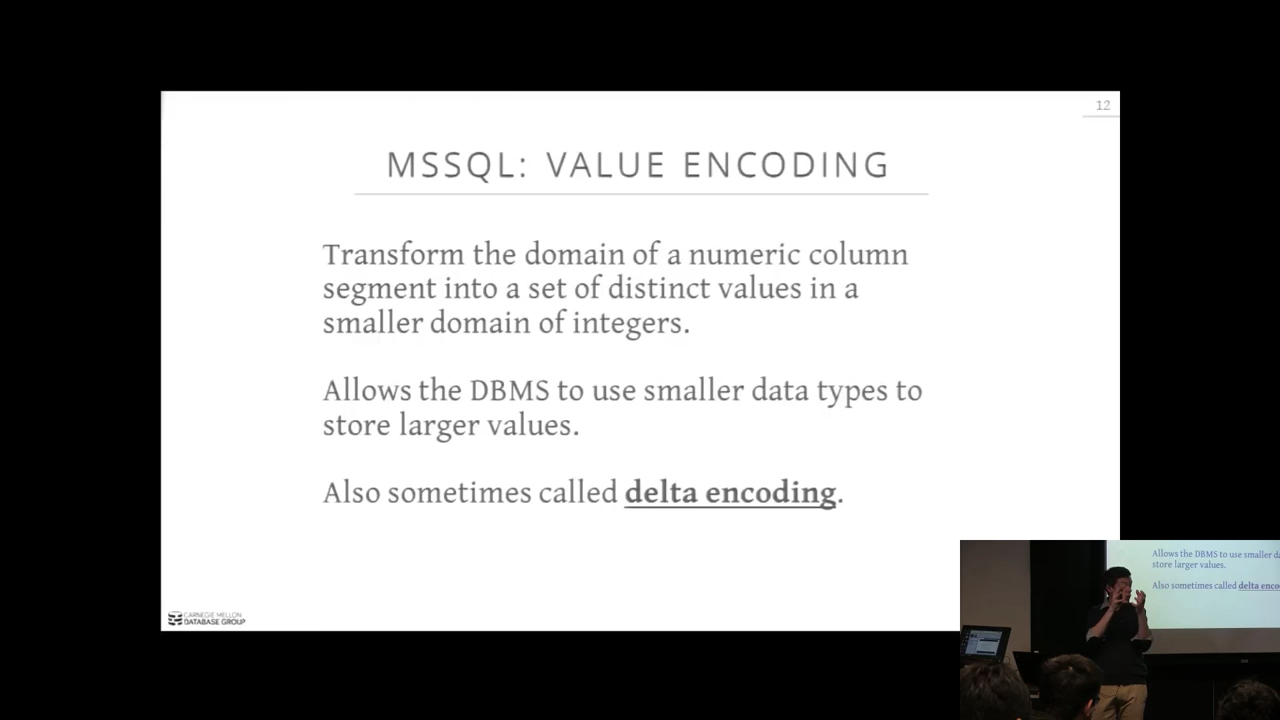 12
MSSQL: VALUE ENCODING
Transform the domain of a numeric column
segment into a set of distinct values in a
smaller domain of integers.
Allows the DBMS to use smaller data types to
store larger values.
Also sometimes called delta encoding.
CARNEGIE MELLON
DATABASE GROUP
Allows the DBMS to use smaller da
store larger values.
Also sometimes called delta enco